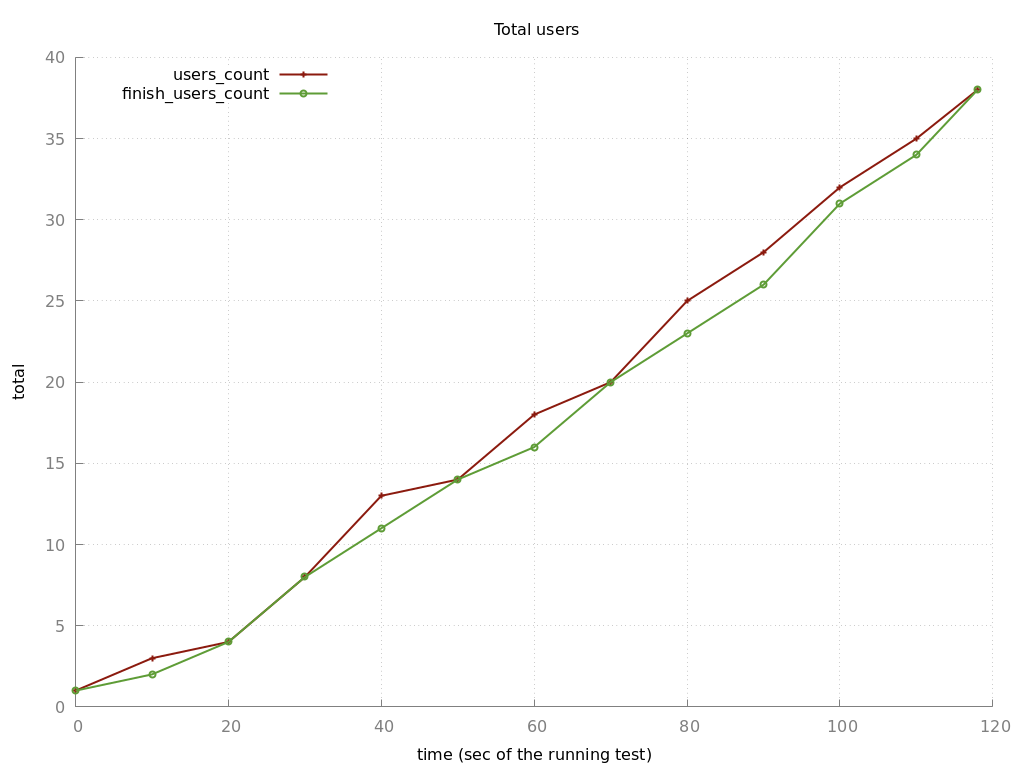 Total users
users_count
finish_users_count
40
35
30
25
20
15
10
5
0
total
0 20 40 60 80 100 120
time (sec of the running test)